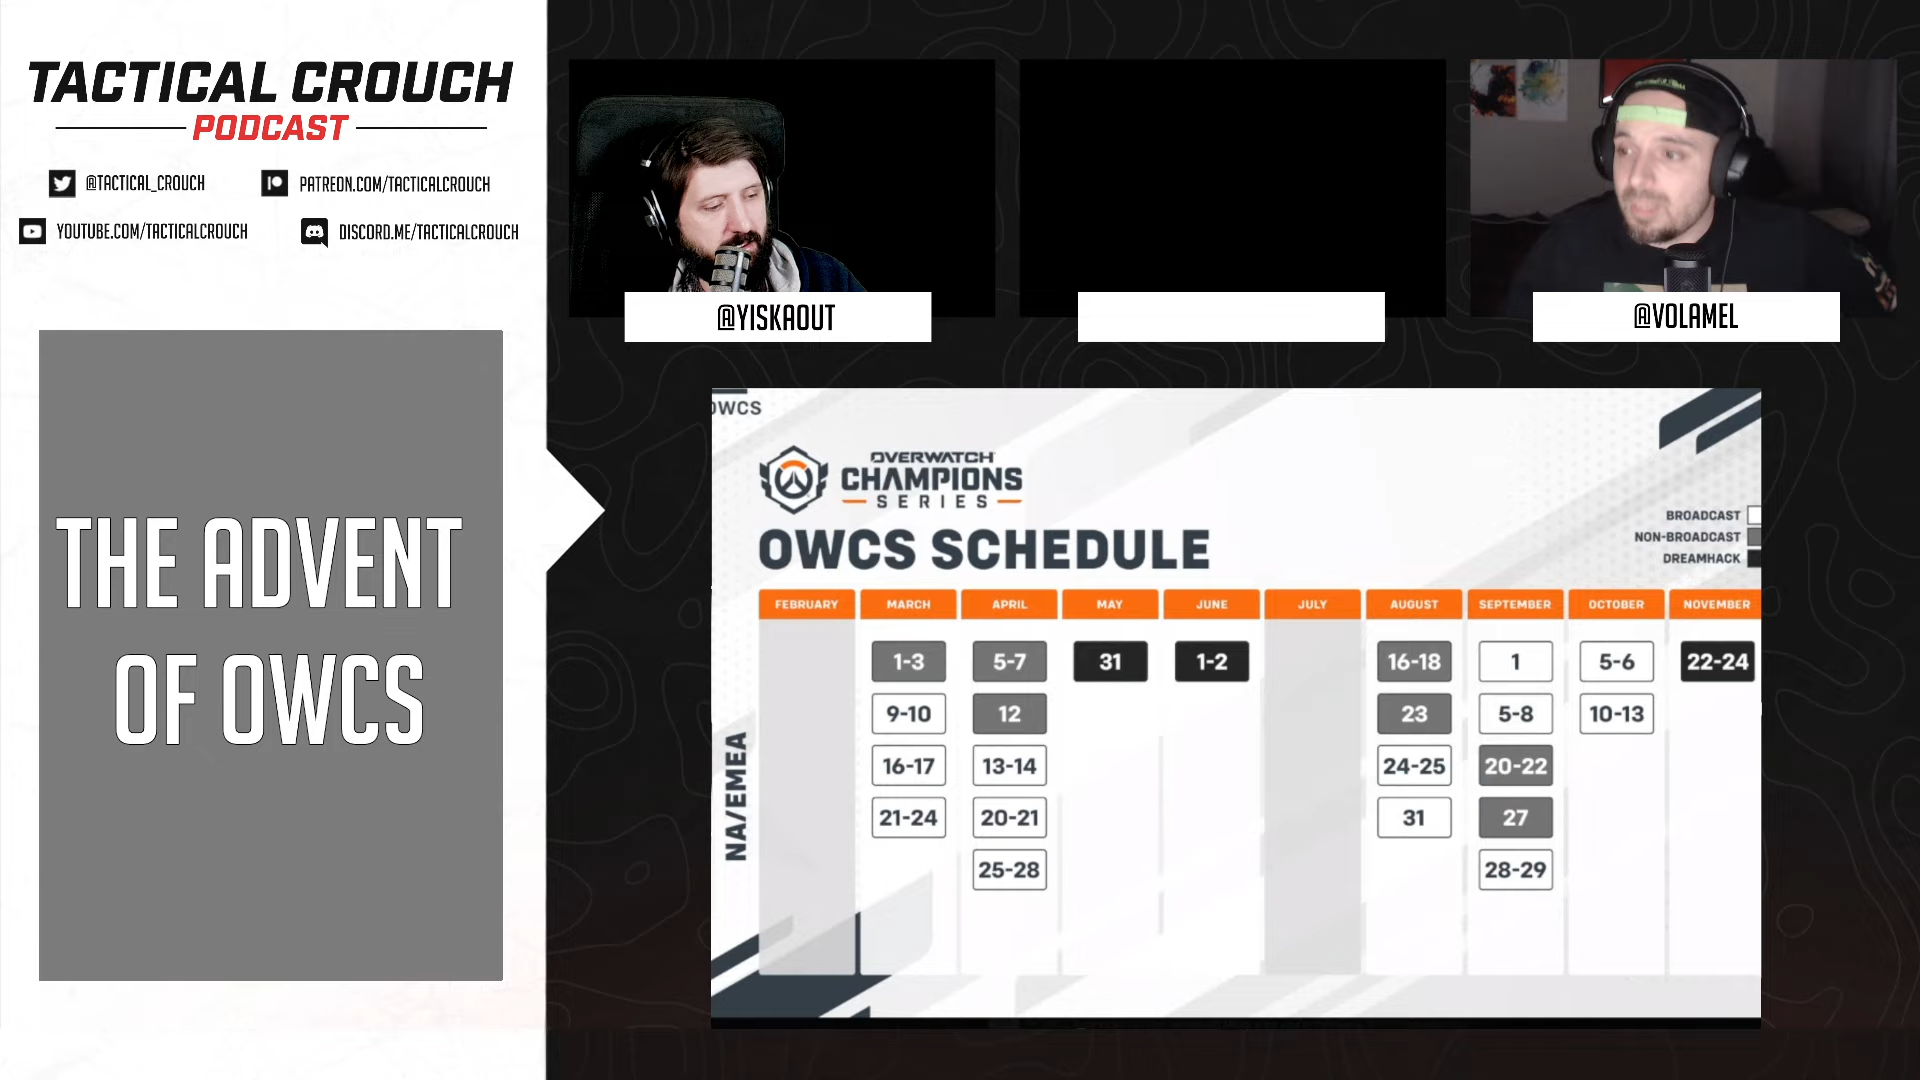 TACTICAL CROUCH
PODCAST
@TACTICAL_CROUCH
PATREON.COM/TACTICALCROUCH
YOUTUBE.COM/TACTICALCROUCH
DISCORD.ME/TACTICALCROUCH
THE ADVENT
OF OWCS
@YISKAOUT
@VOLAMEL
OWCS
OVERWATCH
CHAMPIONS
SERIES
OWCS SCHEDULE
BROADCAST
NON-BROADCAST
DREAMHACK
FEBRUARY MARCH APRIL MAY JUNE JULY AUGUST SEPTEMBER OCTOBER NOVEMBER
NA/EMEA
1-3 5-7 31 1-2 16-18 1 5-6 22-24
9-10 12 23 5-8 10-13
16-17 13-14 24-25 20-22
21-24 20-21 31 27
25-28 28-29